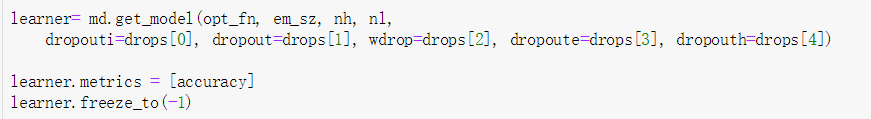 learner= md.get_model(opt_fn, em_sz, nh, nl,
    dropouti=drops[0], dropout=drops[1], wdrop=drops[2], dropoute=drops[3], dropouth=drops[4])
learner.metrics = [accuracy]
learner.freeze_to(-1)